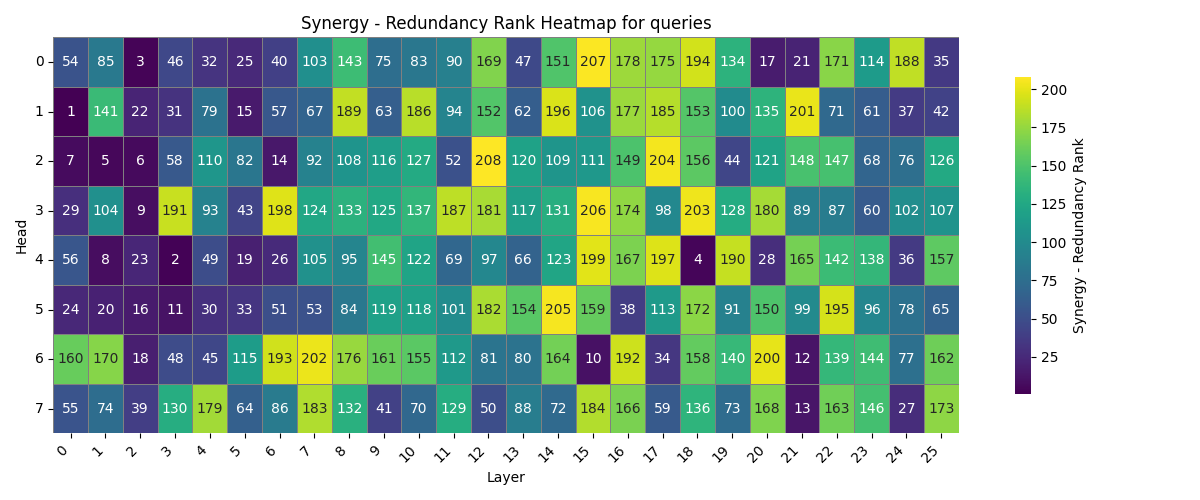 Synergy - Redundancy Rank Heatmap for queries
Head
0 54 85 3 46 32 25 40 103 143 75 83 90 169 47 151 207 178 175 194 134 17 21 171 114 188 35
1 1 141 22 31 79 15 57 67 189 63 186 94 152 62 196 106 177 185 153 100 135 201 71 61 37 42
2 7 5 6 58 110 82 14 92 108 116 127 52 208 120 109 111 149 204 156 44 121 148 147 68 76 126
3 29 104 9 191 93 43 198 124 133 125 137 187 181 117 131 206 174 98 203 128 180 89 87 60 102 107
4 56 8 23 2 49 19 26 105 95 145 122 69 97 66 123 199 167 197 4 190 28 165 142 138 36 157
5 24 20 16 11 30 33 51 53 84 119 118 101 182 154 205 159 38 113 172 91 150 99 195 96 78 65
6 160 170 18 48 45 115 193 202 176 161 155 112 81 80 164 10 192 34 158 140 200 12 139 144 77 162
7 55 74 39 130 179 64 86 183 132 41 70 129 50 88 72 184 166 59 136 73 168 13 163 146 27 173
0 1 2 3 4 5 6 7 8 9 10 11 12 13 14 15 16 17 18 19 20 21 22 23 24 25
Layer
200
175
150
125
100
75
50
25
Synergy - Redundancy Rank